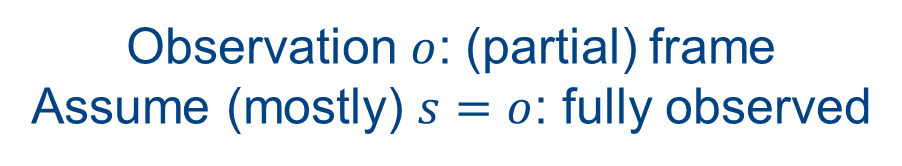 Observation o: (partial) frame
Assume (mostly) s = o: fully observed